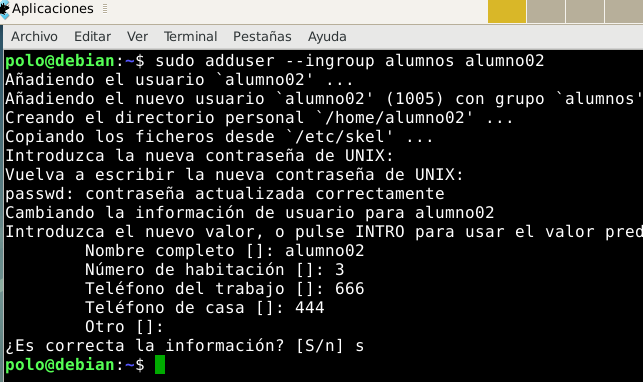 Aplicaciones
Archivo Editar Ver Terminal Pestañas Ayuda
polo@debian:~$ sudo adduser --ingroup alumnos alumno02
Añadiendo el usuario `alumno02' ...
Añadiendo el nuevo usuario `alumno02' (1005) con grupo `alumnos'
Creando el directorio personal `/home/alumno02' ...
Copiando los ficheros desde `/etc/skel' ...
Introduzca la nueva contraseña de UNIX:
Vuelva a escribir la nueva contraseña de UNIX:
passwd: contraseña actualizada correctamente
Cambiando la información de usuario para alumno02
Introduzca el nuevo valor, o pulse INTRO para usar el valor pred
Nombre completo []: alumno02
Número de habitación []: 3
Teléfono del trabajo []: 666
Teléfono de casa []: 444
Otro []:
¿Es correcta la información? [S/n] s
polo@debian:~$